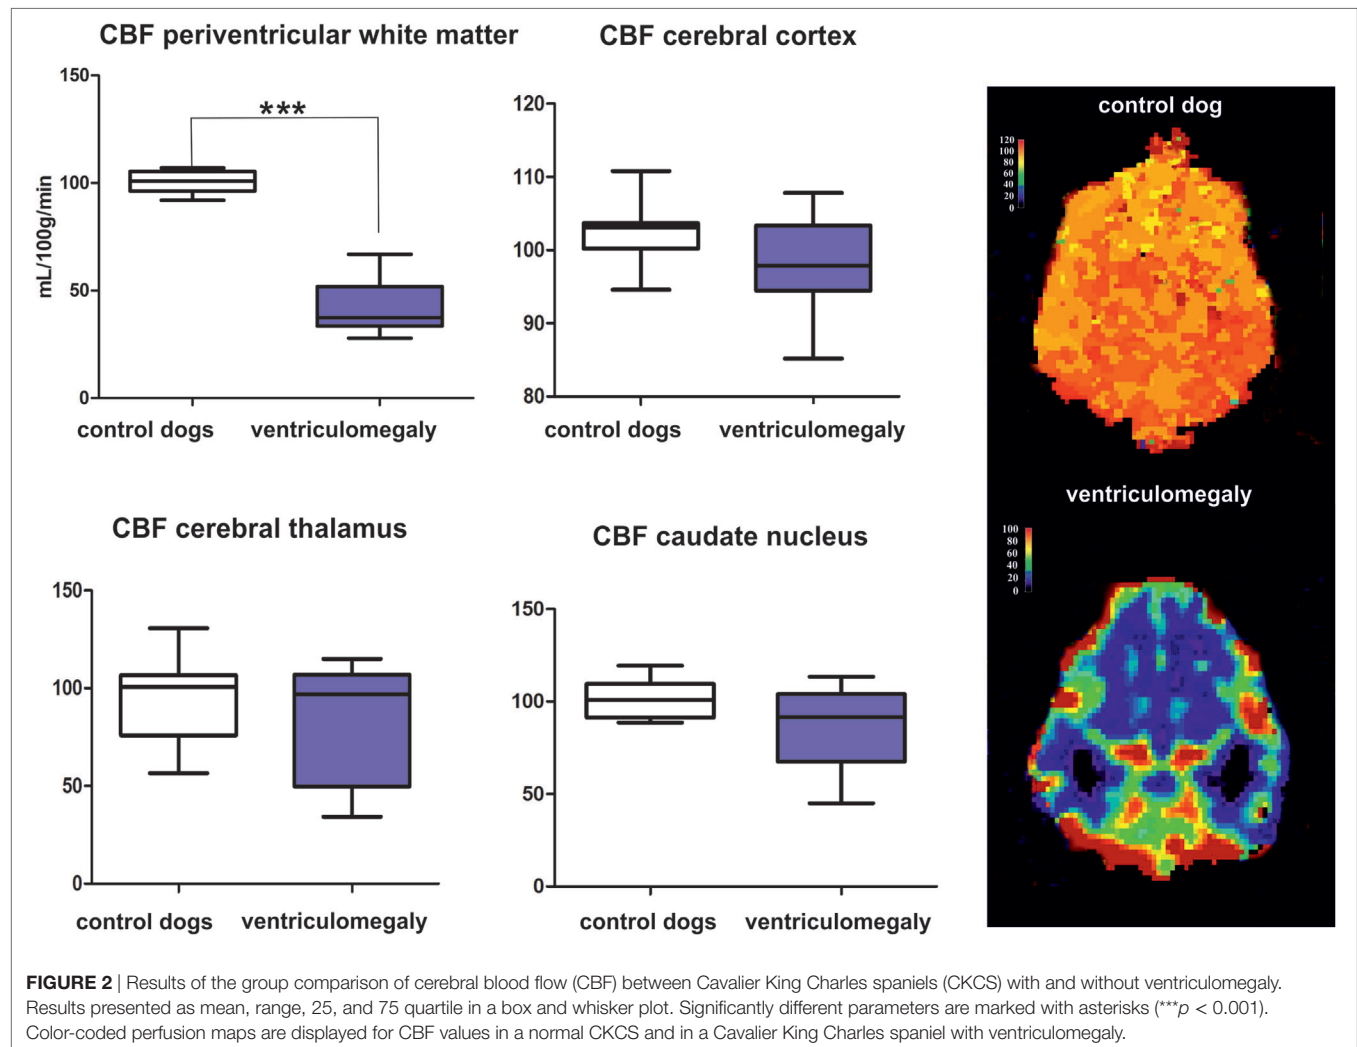 CBF periventricular white matter
150
100
50
0
mL/100g/min
***
control dogs
ventriculomegaly
CBF cerebral cortex
120
110
100
90
80
control dogs
ventriculomegaly
control dog
120
100
80
60
40
20
0
ventriculomegaly
100
80
60
40
20
0
CBF cerebral thalamus
150
100
50
0
control dogs
ventriculomegaly
CBF caudate nucleus
150
100
50
0
control dogs
ventriculomegaly
FIGURE 2 | Results of the group comparison of cerebral blood flow (CBF) between Cavalier King Charles spaniels (CKCS) with and without ventriculomegaly.
Results presented as mean, range, 25, and 75 quartile in a box and whisker plot. Significantly different parameters are marked with asterisks (***p < 0.001).
Color-coded perfusion maps are displayed for CBF values in a normal CKCS and in a Cavalier King Charles spaniel with ventriculomegaly.